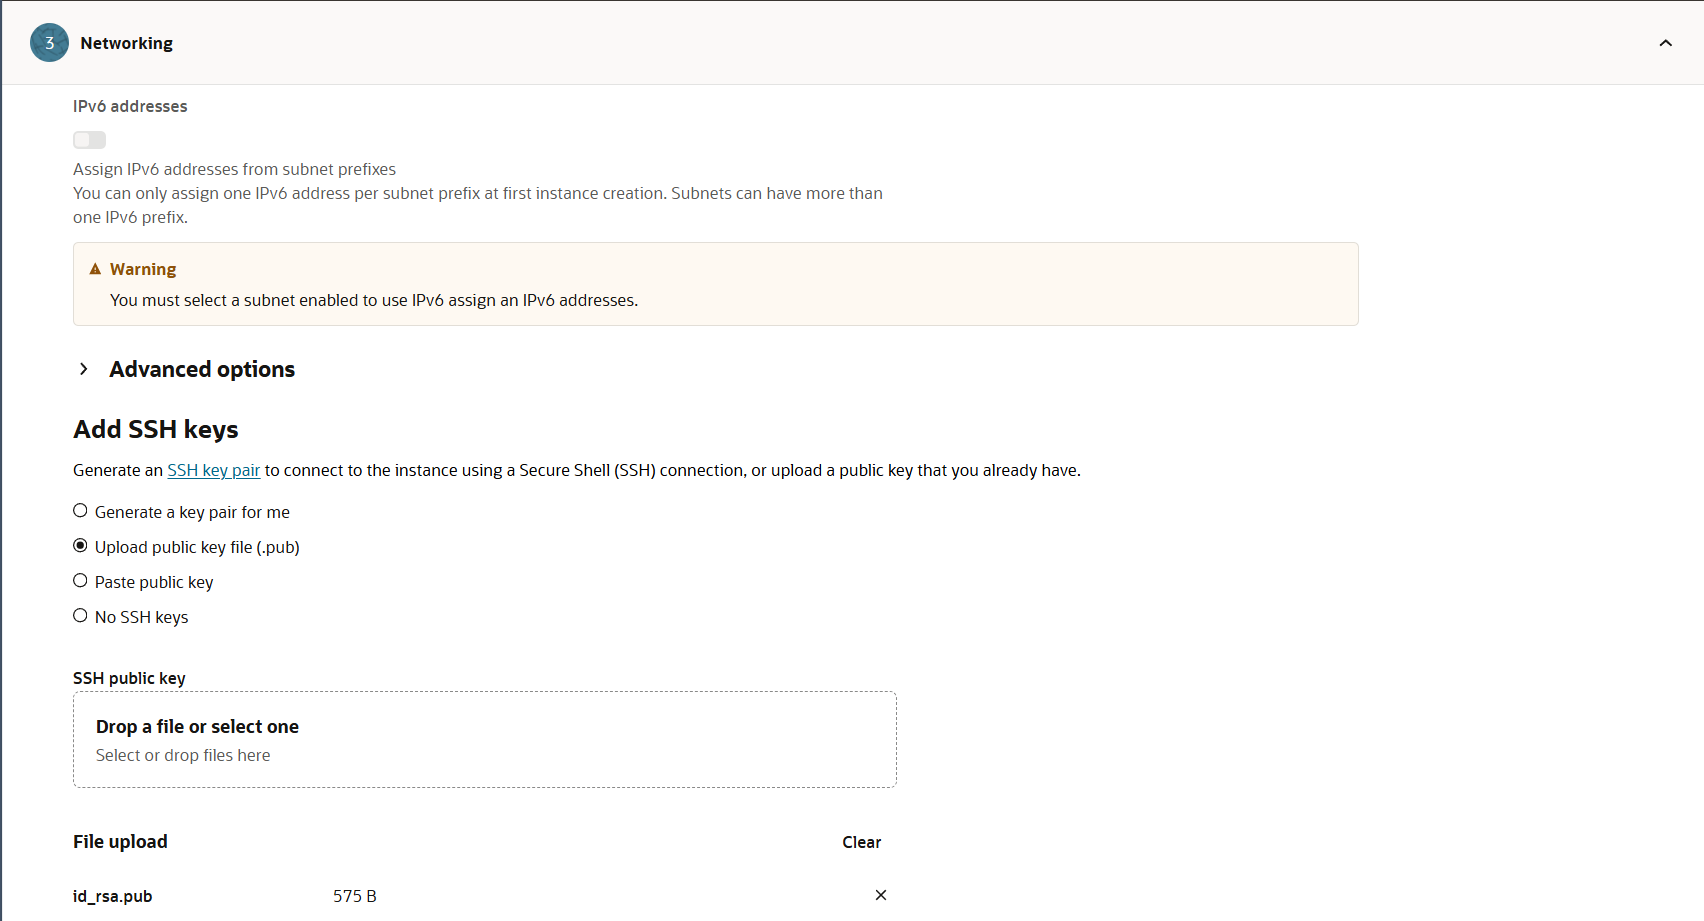 3 Networking
IPv6 addresses
Assign IPv6 addresses from subnet prefixes
You can only assign one IPv6 address per subnet prefix at first instance creation. Subnets can have more than
one IPv6 prefix.
Warning
You must select a subnet enabled to use IPv6 assign an IPv6 addresses.
Advanced options
Add SSH keys
Generate an SSH key pair to connect to the instance using a Secure Shell (SSH) connection, or upload a public key that you already have.
Generate a key pair for me
Upload public key file (.pub)
Paste public key
No SSH keys
SSH public key
Drop a file or select one
Select or drop files here
File upload Clear
id_rsa.pub 575 B